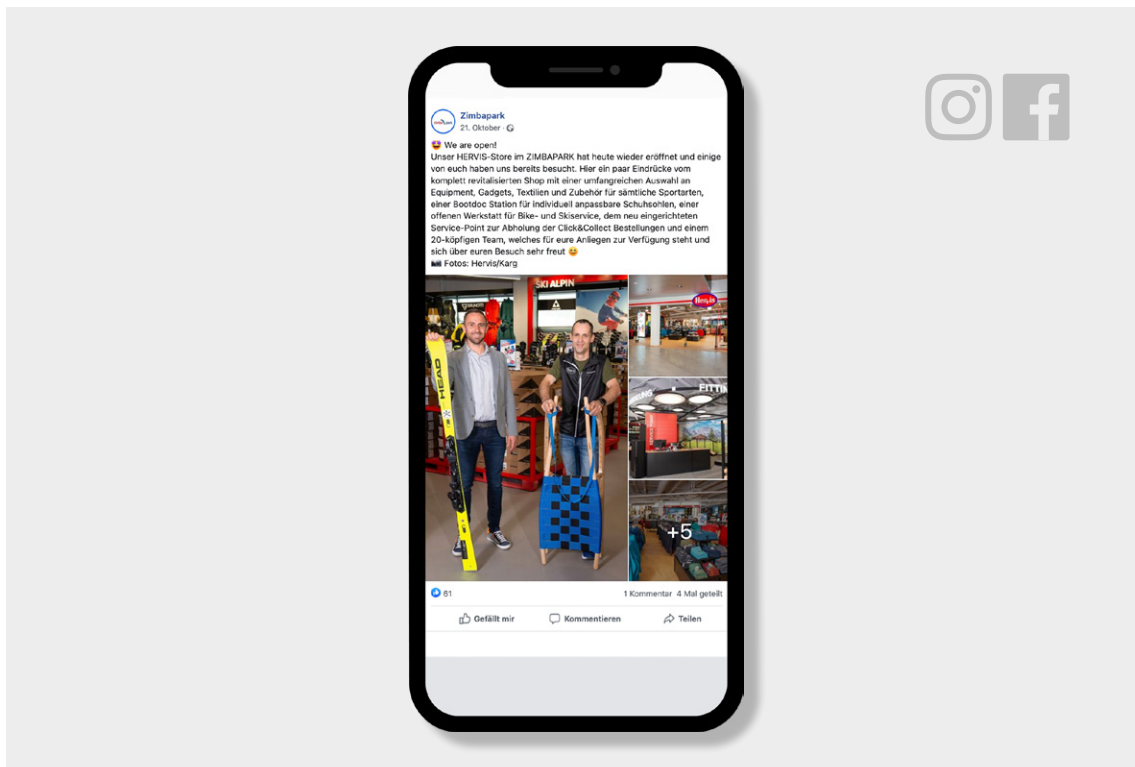 Zimbapark
21. Oktober ·
😍 We are open!
Unser HERVIS-Store im ZIMBAPARK hat heute wieder eröffnet und einige
von euch haben uns bereits besucht. Hier ein paar Eindrücke vom
komplett revitalisierten Shop mit einer umfangreichen Auswahl an
Equipment, Gadgets, Textilien und Zubehör für sämtliche Sportarten,
einer Bootdoc Station für individuell anpassbare Schuhsohlen, einer
offenen Werkstatt für Bike- und Skiservice, dem neu eingerichteten
Service-Point zur Abholung der Click&Collect Bestellungen und einem
20-köpfigen Team, welches für eure Anliegen zur Verfügung steht und
sich über euren Besuch sehr freut 😃
📷 Fotos: Hervis/Karg
SKI ALPIN
HEAD
Hervis
FITTIN
+5
61
1 Kommentar 4 Mal geteilt
Gefällt mir
Kommentieren
Teilen